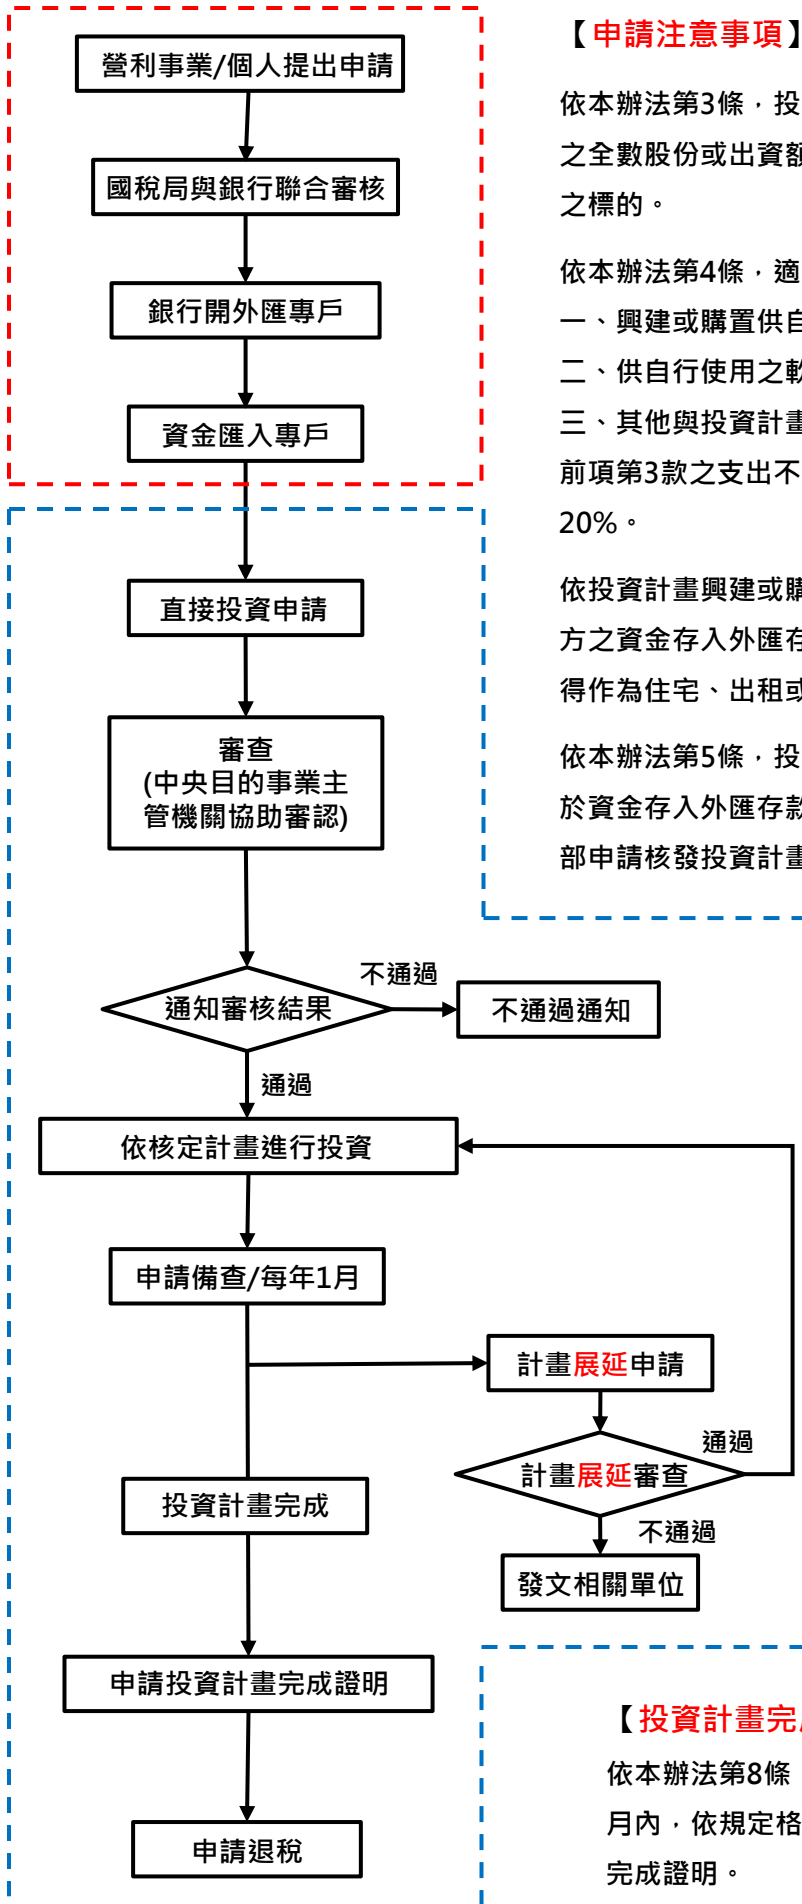 營利事業/個人提出申請
國稅局與銀行聯合審核
銀行開外匯專戶
資金匯入專戶
直接投資申請
審查
(中央目的事業主
管機關協助審認)
通知審核結果
不通過
不通過通知
通過
依核定計畫進行投資
申請備查/每年1月
計畫展延申請
計畫展延審查
通過
不通過
發文相關單位
投資計畫完成
申請投資計畫完成證明
申請退稅
【申請注意事項】
依本辦法第3條，投
之全數股份或出資額
之標的。
依本辦法第4條，適
一、興建或購置供自
二、供自行使用之軟
三、其他與投資計畫
前項第3款之支出不
20%。
依投資計畫興建或購
方之資金存入外匯存
得作為住宅、出租或
依本辦法第5條，投
於資金存入外匯存款
部申請核發投資計畫
【投資計畫完成
依本辦法第8條
月內，依規定格
完成證明。